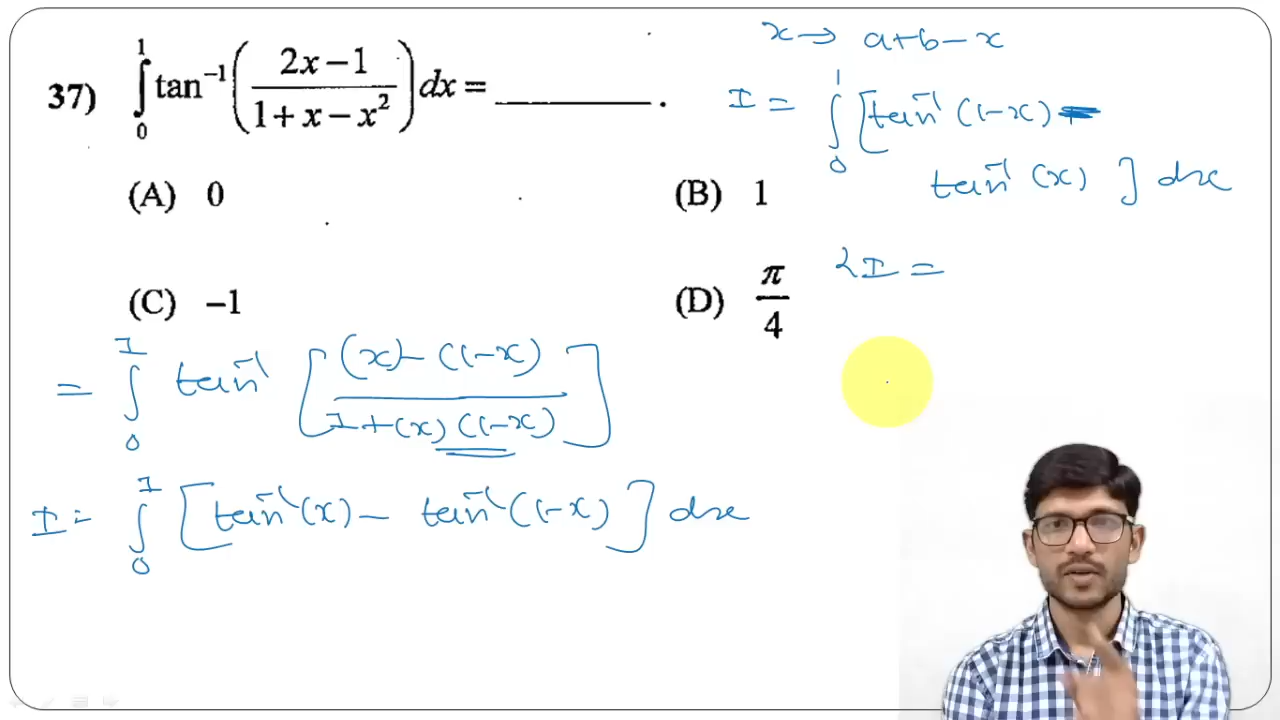 37) ∫₀¹ tan⁻¹((2x−1)/(1+x−x²)) dx = ________ .
(A) 0
(B) 1
(C) −1
(D) π/4
x → a+b−x
I = ∫₀¹ [tan⁻¹(1−x) −
tan⁻¹(x)] dx
2I =
= ∫₀¹ tan⁻¹ [((x)−(1−x))/(1+(x)(1−x))]
I = ∫₀¹ [tan⁻¹(x) − tan⁻¹(1−x)] dx